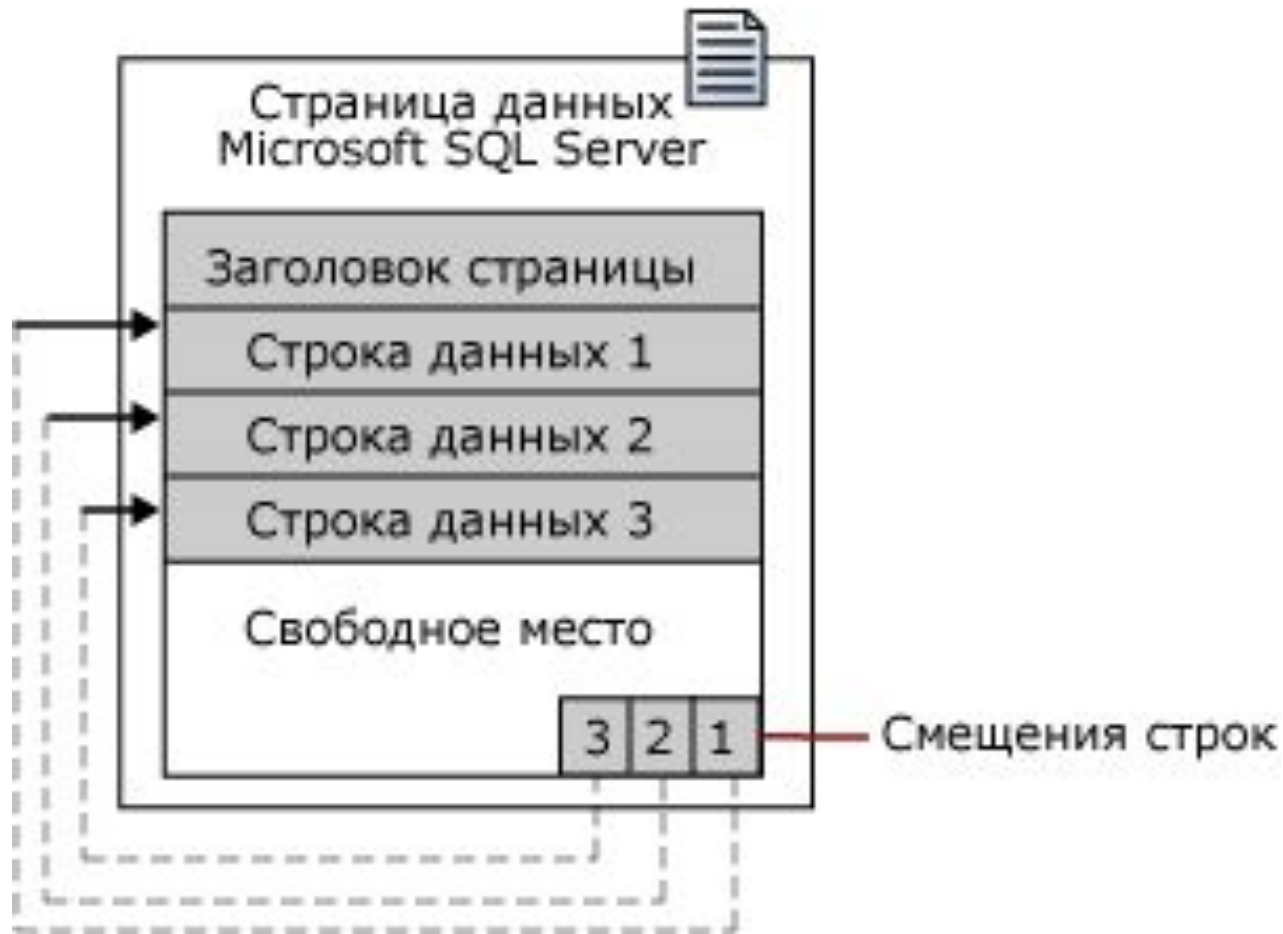 Страница данных
Microsoft SQL Server
Заголовок страницы
Строка данных 1
Строка данных 2
Строка данных 3
Свободное место
3 2 1
Смещения строк